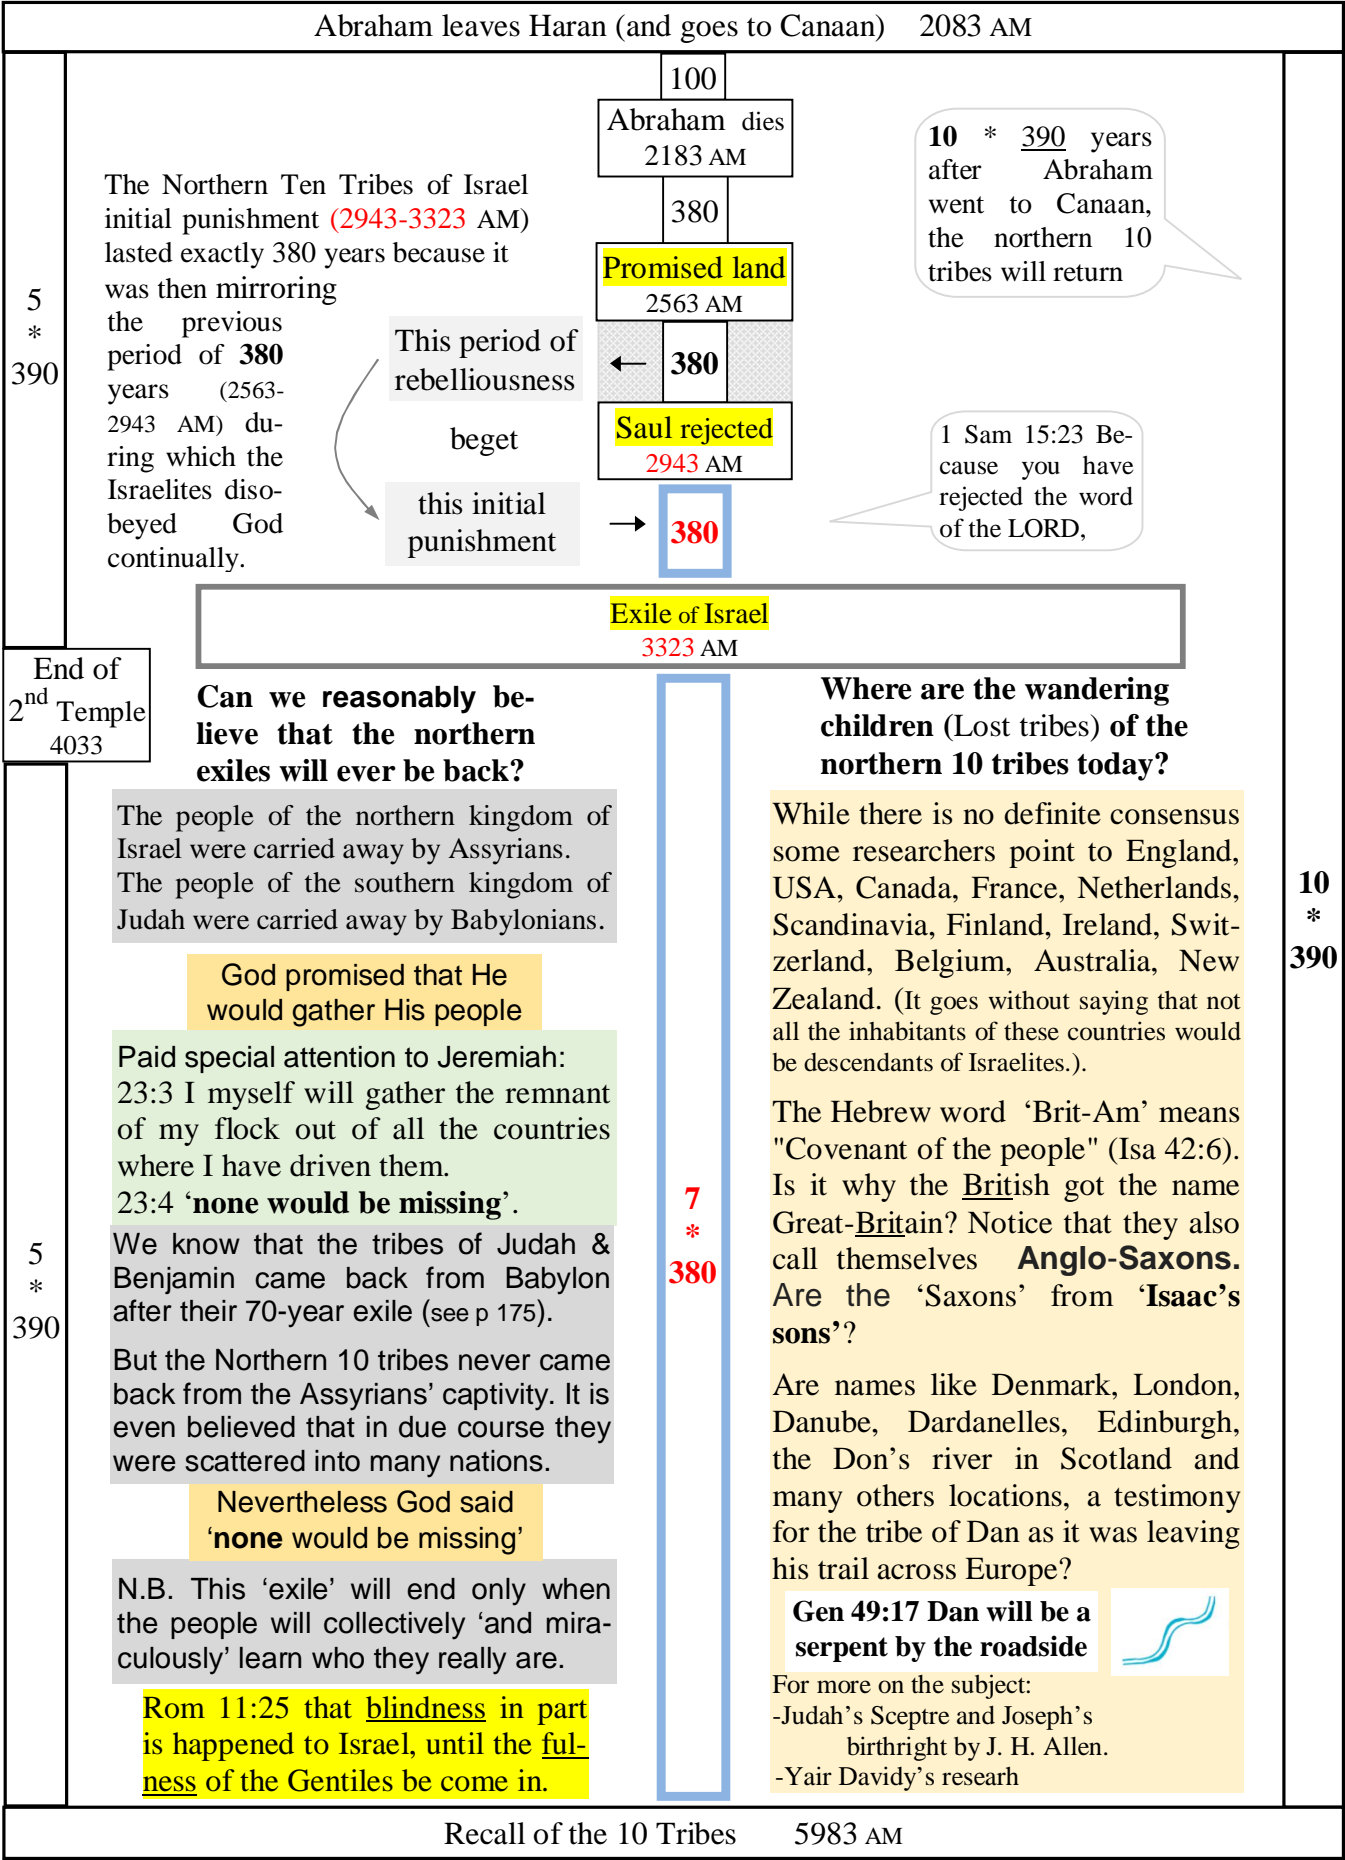 Abraham leaves Haran (and goes to Canaan) 2083 AM
100
Abraham dies
2183 AM
380
Promised land
2563 AM
380
Saul rejected
2943 AM
380
10 * 390 years
after Abraham
went to Canaan,
the northern 10
tribes will return
The Northern Ten Tribes of Israel
initial punishment (2943-3323 AM)
lasted exactly 380 years because it
was then mirroring
the previous
period of 380
years (2563-
2943 AM) du-
ring which the
Israelites diso-
beyed God
continually.
This period of
rebelliousness
beget
this initial
punishment
1 Sam 15:23 Be-
cause you have
rejected the word
of the LORD,
5
*
390
Exile of Israel
3323 AM
End of
2nd Temple
4033
Can we reasonably be-
lieve that the northern
exiles will ever be back?
The people of the northern kingdom of
Israel were carried away by Assyrians.
The people of the southern kingdom of
Judah were carried away by Babylonians.
God promised that He
would gather His people
Paid special attention to Jeremiah:
23:3 I myself will gather the remnant
of my flock out of all the countries
where I have driven them.
23:4 ‘none would be missing’.
We know that the tribes of Judah &
Benjamin came back from Babylon
after their 70-year exile (see p 175).
But the Northern 10 tribes never came
back from the Assyrians’ captivity. It is
even believed that in due course they
were scattered into many nations.
Nevertheless God said
‘none would be missing’
N.B. This ‘exile’ will end only when
the people will collectively ‘and mira-
culously’ learn who they really are.
Rom 11:25 that blindness in part
is happened to Israel, until the ful-
ness of the Gentiles be come in.
5
*
390
7
*
380
Where are the wandering
children (Lost tribes) of the
northern 10 tribes today?
While there is no definite consensus
some researchers point to England,
USA, Canada, France, Netherlands,
Scandinavia, Finland, Ireland, Swit-
zerland, Belgium, Australia, New
Zealand. (It goes without saying that not
all the inhabitants of these countries would
be descendants of Israelites.).
The Hebrew word ‘Brit-Am’ means
"Covenant of the people" (Isa 42:6).
Is it why the British got the name
Great-Britain? Notice that they also
call themselves Anglo-Saxons.
Are the ‘Saxons’ from ‘Isaac’s
sons’?
Are names like Denmark, London,
Danube, Dardanelles, Edinburgh,
the Don’s river in Scotland and
many others locations, a testimony
for the tribe of Dan as it was leaving
his trail across Europe?
Gen 49:17 Dan will be a
serpent by the roadside
For more on the subject:
-Judah’s Sceptre and Joseph’s
birthright by J. H. Allen.
-Yair Davidy’s researh
10
*
390
Recall of the 10 Tribes 5983 AM